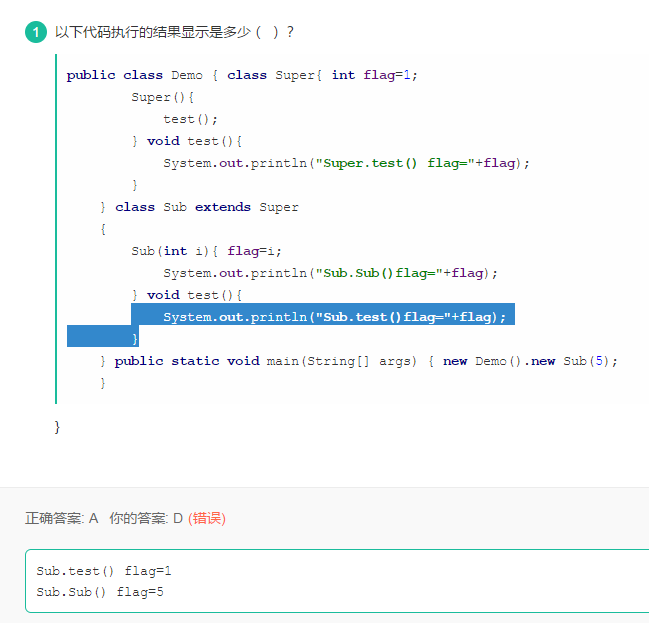 1 以下代码执行的结果显示是多少（ ）？
public class Demo { class Super{ int flag=1;
Super(){
test();
} void test(){
System.out.println("Super.test() flag="+flag);
}
} class Sub extends Super
{
Sub(int i){ flag=i;
System.out.println("Sub.Sub()flag="+flag);
} void test(){
System.out.println("Sub.test()flag="+flag);
}
} public static void main(String[] args) { new Demo().new Sub(5);
}
}
正确答案: A 你的答案: D (错误)
Sub.test() flag=1
Sub.Sub() flag=5